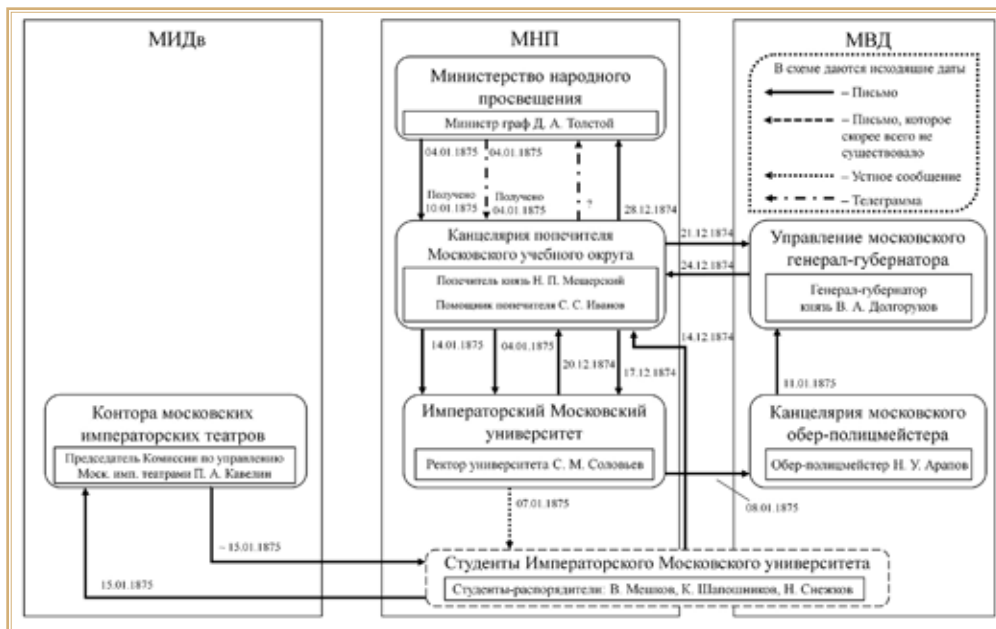 МИДв
МНП
МВД
Министерство народного
просвещения
Министр граф Д. А. Толстой
В схеме даются исходящие даты
– Письмо
– Письмо, которое
скорее всего не
существовало
– Устное сообщение
– Телеграмма
04.01.1875
04.01.1875
Получено
10.01.1875
Получено
04.01.1875
?
28.12.1874
Канцелярия попечителя
Московского учебного округа
Попечитель князь Н. П. Мещерский
Помощник попечителя С. С. Иванов
21.12.1874
24.12.1874
Управление московского
генерал-губернатора
Генерал-губернатор
князь В. А. Долгоруков
14.01.1875
04.01.1875
20.12.1874
17.12.1874
14.12.1874
11.01.1875
Контора московских
императорских театров
Председатель Комиссии по управлению
Моск. имп. театрами П. А. Кавелин
Императорский Московский
университет
Ректор университета С. М. Соловьев
Канцелярия московского
обер-полицмейстера
Обер-полицмейстер Н. У. Арапов
07.01.1875
08.01.1875
~ 15.01.1875
15.01.1875
Студенты Императорского Московского университета
Студенты-распорядители: В. Мешков, К. Шапошников, Н. Снежков